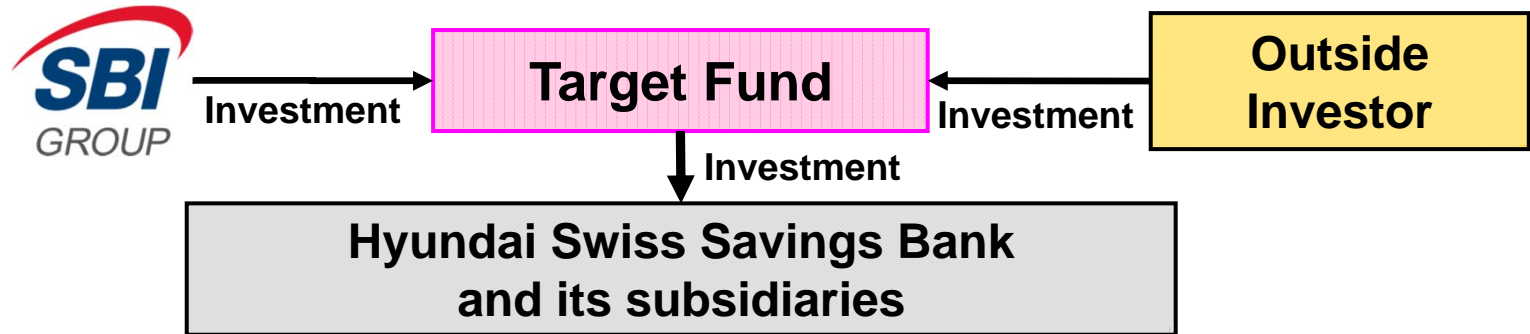 SBI
GROUP
Investment
Target Fund
Investment
Outside
Investor
Investment
Hyundai Swiss Savings Bank
and its subsidiaries